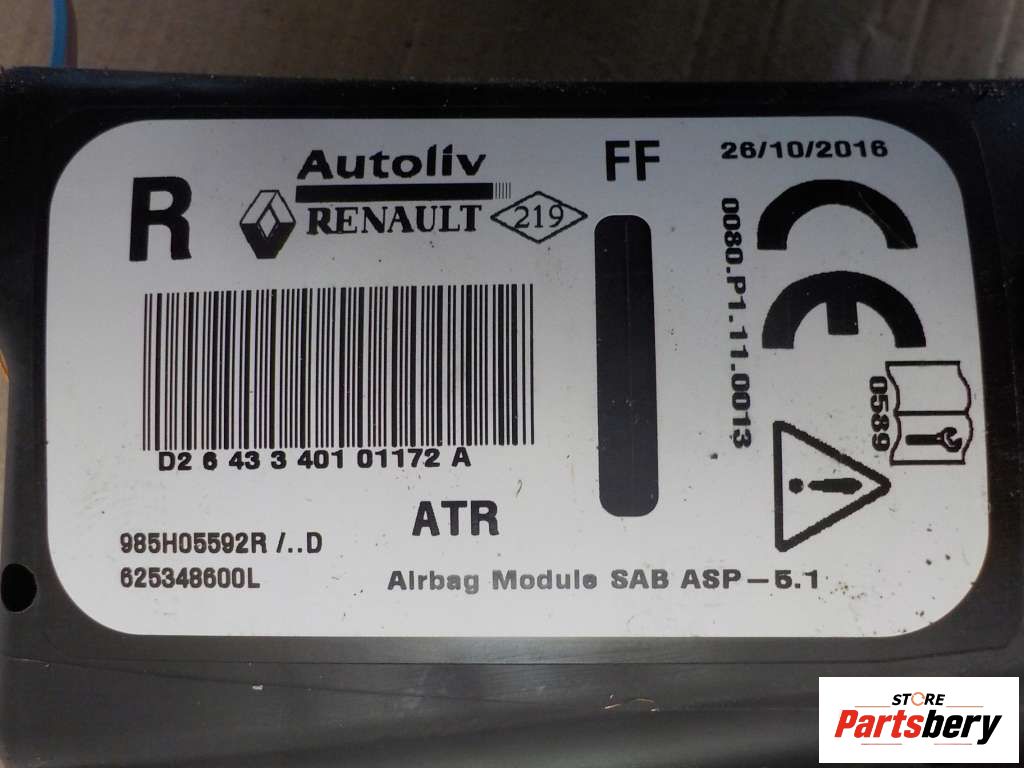 R
Autoliv
RENAULT
219
FF
26/10/2016
0080.P1.11.0013
0589
D2 6 43 3 401 01172 A
ATR
985H05592R /..D
625348600L
Airbag Module SAB ASP-5.1
STORE
Partsbery